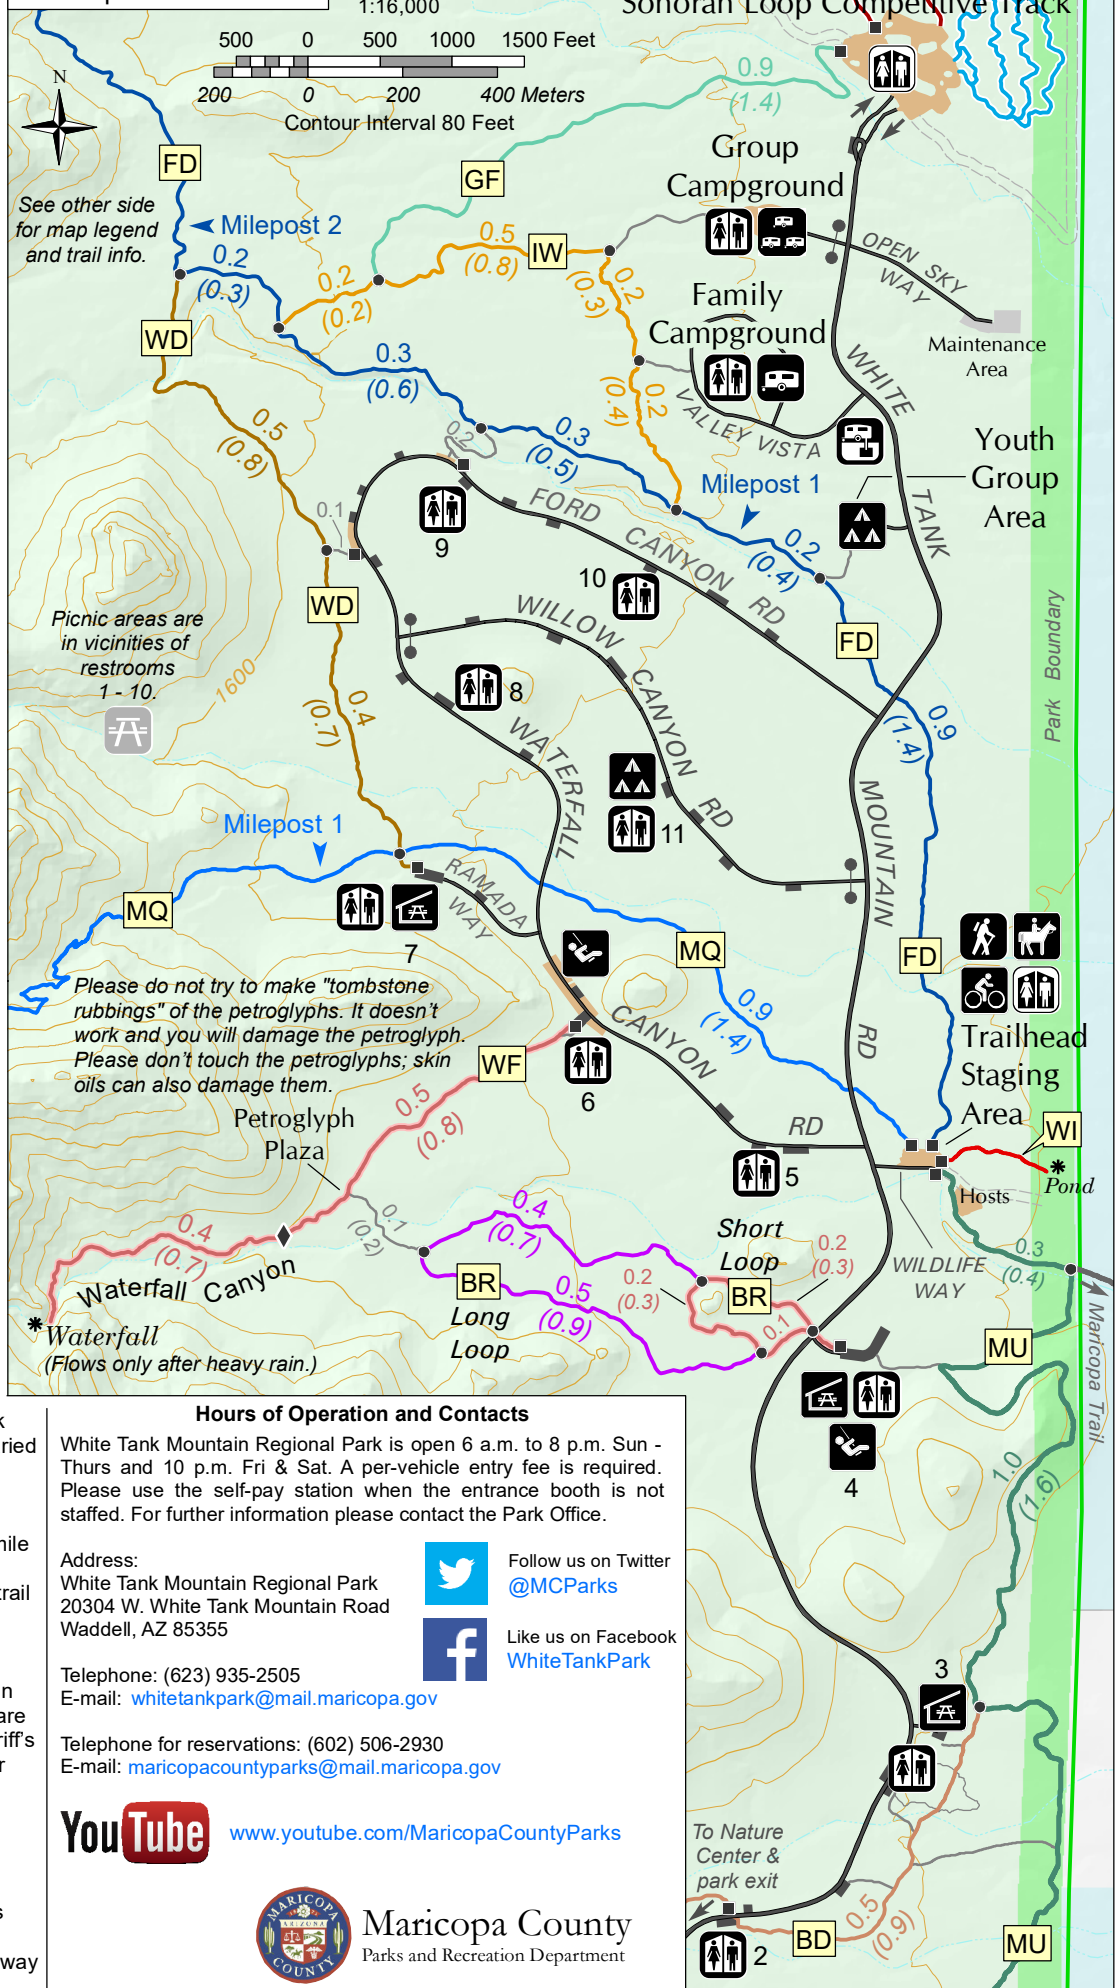 1:16,000
Sonoran Loop Competitive Track
500 0 500 1000 1500 Feet
200 0 200 400 Meters
Contour Interval 80 Feet
N
0.9
(1.4)
FD
GF
Group
Campground
See other side
for map legend
and trail info.
Milepost 2
0.2
(0.3)
0.2
(0.2)
0.5
(0.8)
IW
0.2
(0.3)
OPEN SKY
WAY
Family
Campground
Maintenance
Area
WD
0.3
(0.6)
WHITE
0.2
(0.4)
VALLEY VISTA
0.5
(0.8)
0.2
0.3
(0.5)
Youth
Group
Area
Milepost 1
TANK
0.1
9
FORD
CANYON
RD
0.2
(0.4)
10
WD
WILLOW
CANYON
RD
FD
Picnic areas are
in vicinities of
restrooms
1 - 10.
1600
Park Boundary
8
0.4
(0.7)
0.9
(1.4)
WATERFALL
MOUNTAIN
11
Milepost 1
RAMADA
WAY
MQ
7
MQ
FD
Please do not try to make "tombstone
rubbings" of the petroglyphs. It doesn't
work and you will damage the petroglyph.
Please don't touch the petroglyphs; skin
oils can also damage them.
0.9
(1.4)
CANYON
RD
RD
Trailhead
Staging
Area
WF
6
0.5
(0.8)
Petroglyph
Plaza
WI
Pond
5
Hosts
0.1
(0.2)
0.4
(0.7)
0.4
(0.7)
Short
Loop
0.2
(0.3)
WILDLIFE
WAY
0.3
(0.4)
Waterfall Canyon
BR
Long
Loop
0.5
(0.9)
0.2
(0.3)
BR
0.1
Waterfall
(Flows only after heavy rain.)
MU
Maricopa Trail
4
1.0
(1.6)
k
ried
nile
trail
n
are
riff's
r
s
way
Hours of Operation and Contacts
White Tank Mountain Regional Park is open 6 a.m. to 8 p.m. Sun -
Thurs and 10 p.m. Fri & Sat. A per-vehicle entry fee is required.
Please use the self-pay station when the entrance booth is not
staffed. For further information please contact the Park Office.
Address:
White Tank Mountain Regional Park
20304 W. White Tank Mountain Road
Waddell, AZ 85355
Follow us on Twitter
@MCParks
Like us on Facebook
WhiteTankPark
Telephone: (623) 935-2505
E-mail: whitetankpark@mail.maricopa.gov
Telephone for reservations: (602) 506-2930
E-mail: maricopacountyparks@mail.maricopa.gov
YouTube
www.youtube.com/MaricopaCountyParks
MARICOPA
ARIZONA
COUNTY
Maricopa County
Parks and Recreation Department
3
To Nature
Center &
park exit
2
BD
0.5
(0.9)
MU